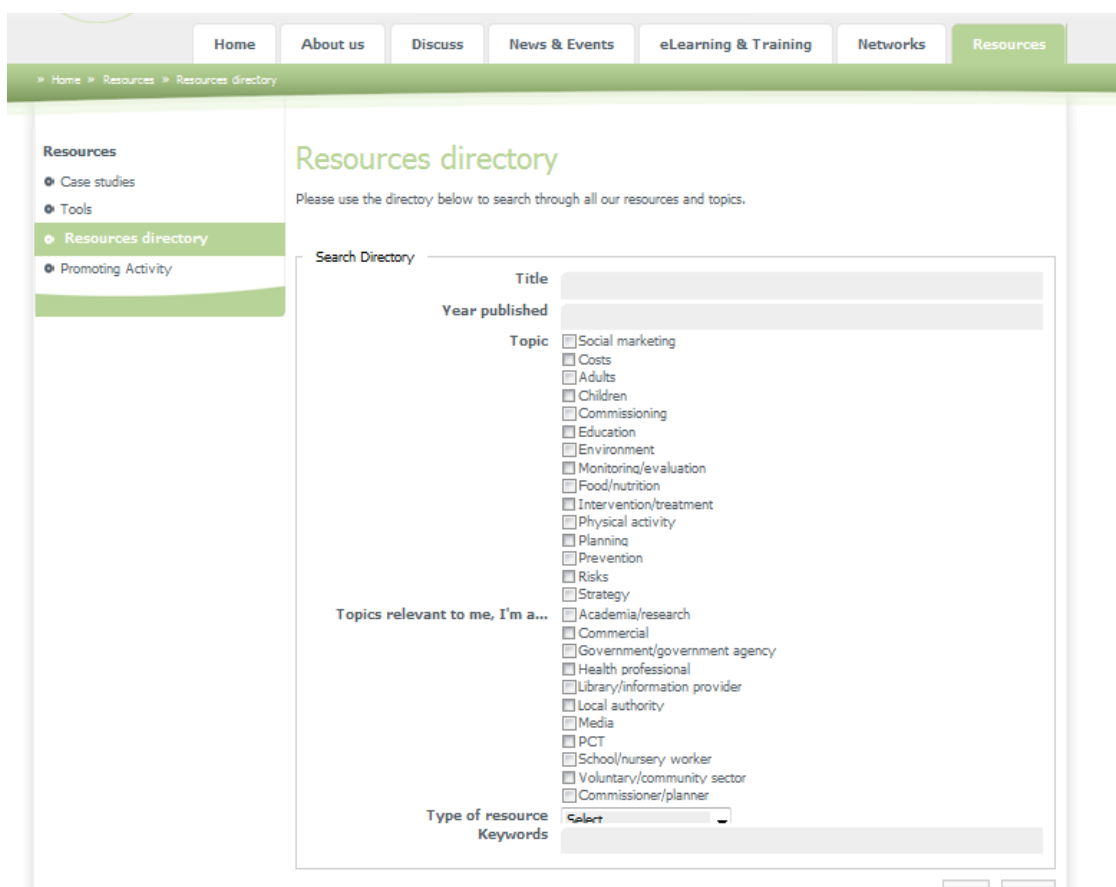 Home About us Discuss News & Events eLearning & Training Networks Resources
» Home » Resources » Resources directory
Resources
Case studies
Tools
Resources directory
Promoting Activity
Resources directory
Please use the directoy below to search through all our resources and topics.
Search Directory
Title
Year published
Topic Social marketing
Costs
Adults
Children
Commissioning
Education
Environment
Monitoring/evaluation
Food/nutrition
Intervention/treatment
Physical activity
Planning
Prevention
Risks
Strategy
Topics relevant to me, I'm a... Academia/research
Commercial
Government/government agency
Health professional
Library/information provider
Local authority
Media
PCT
School/nursery worker
Voluntary/community sector
Commissioner/planner
Type of resource Select
Keywords